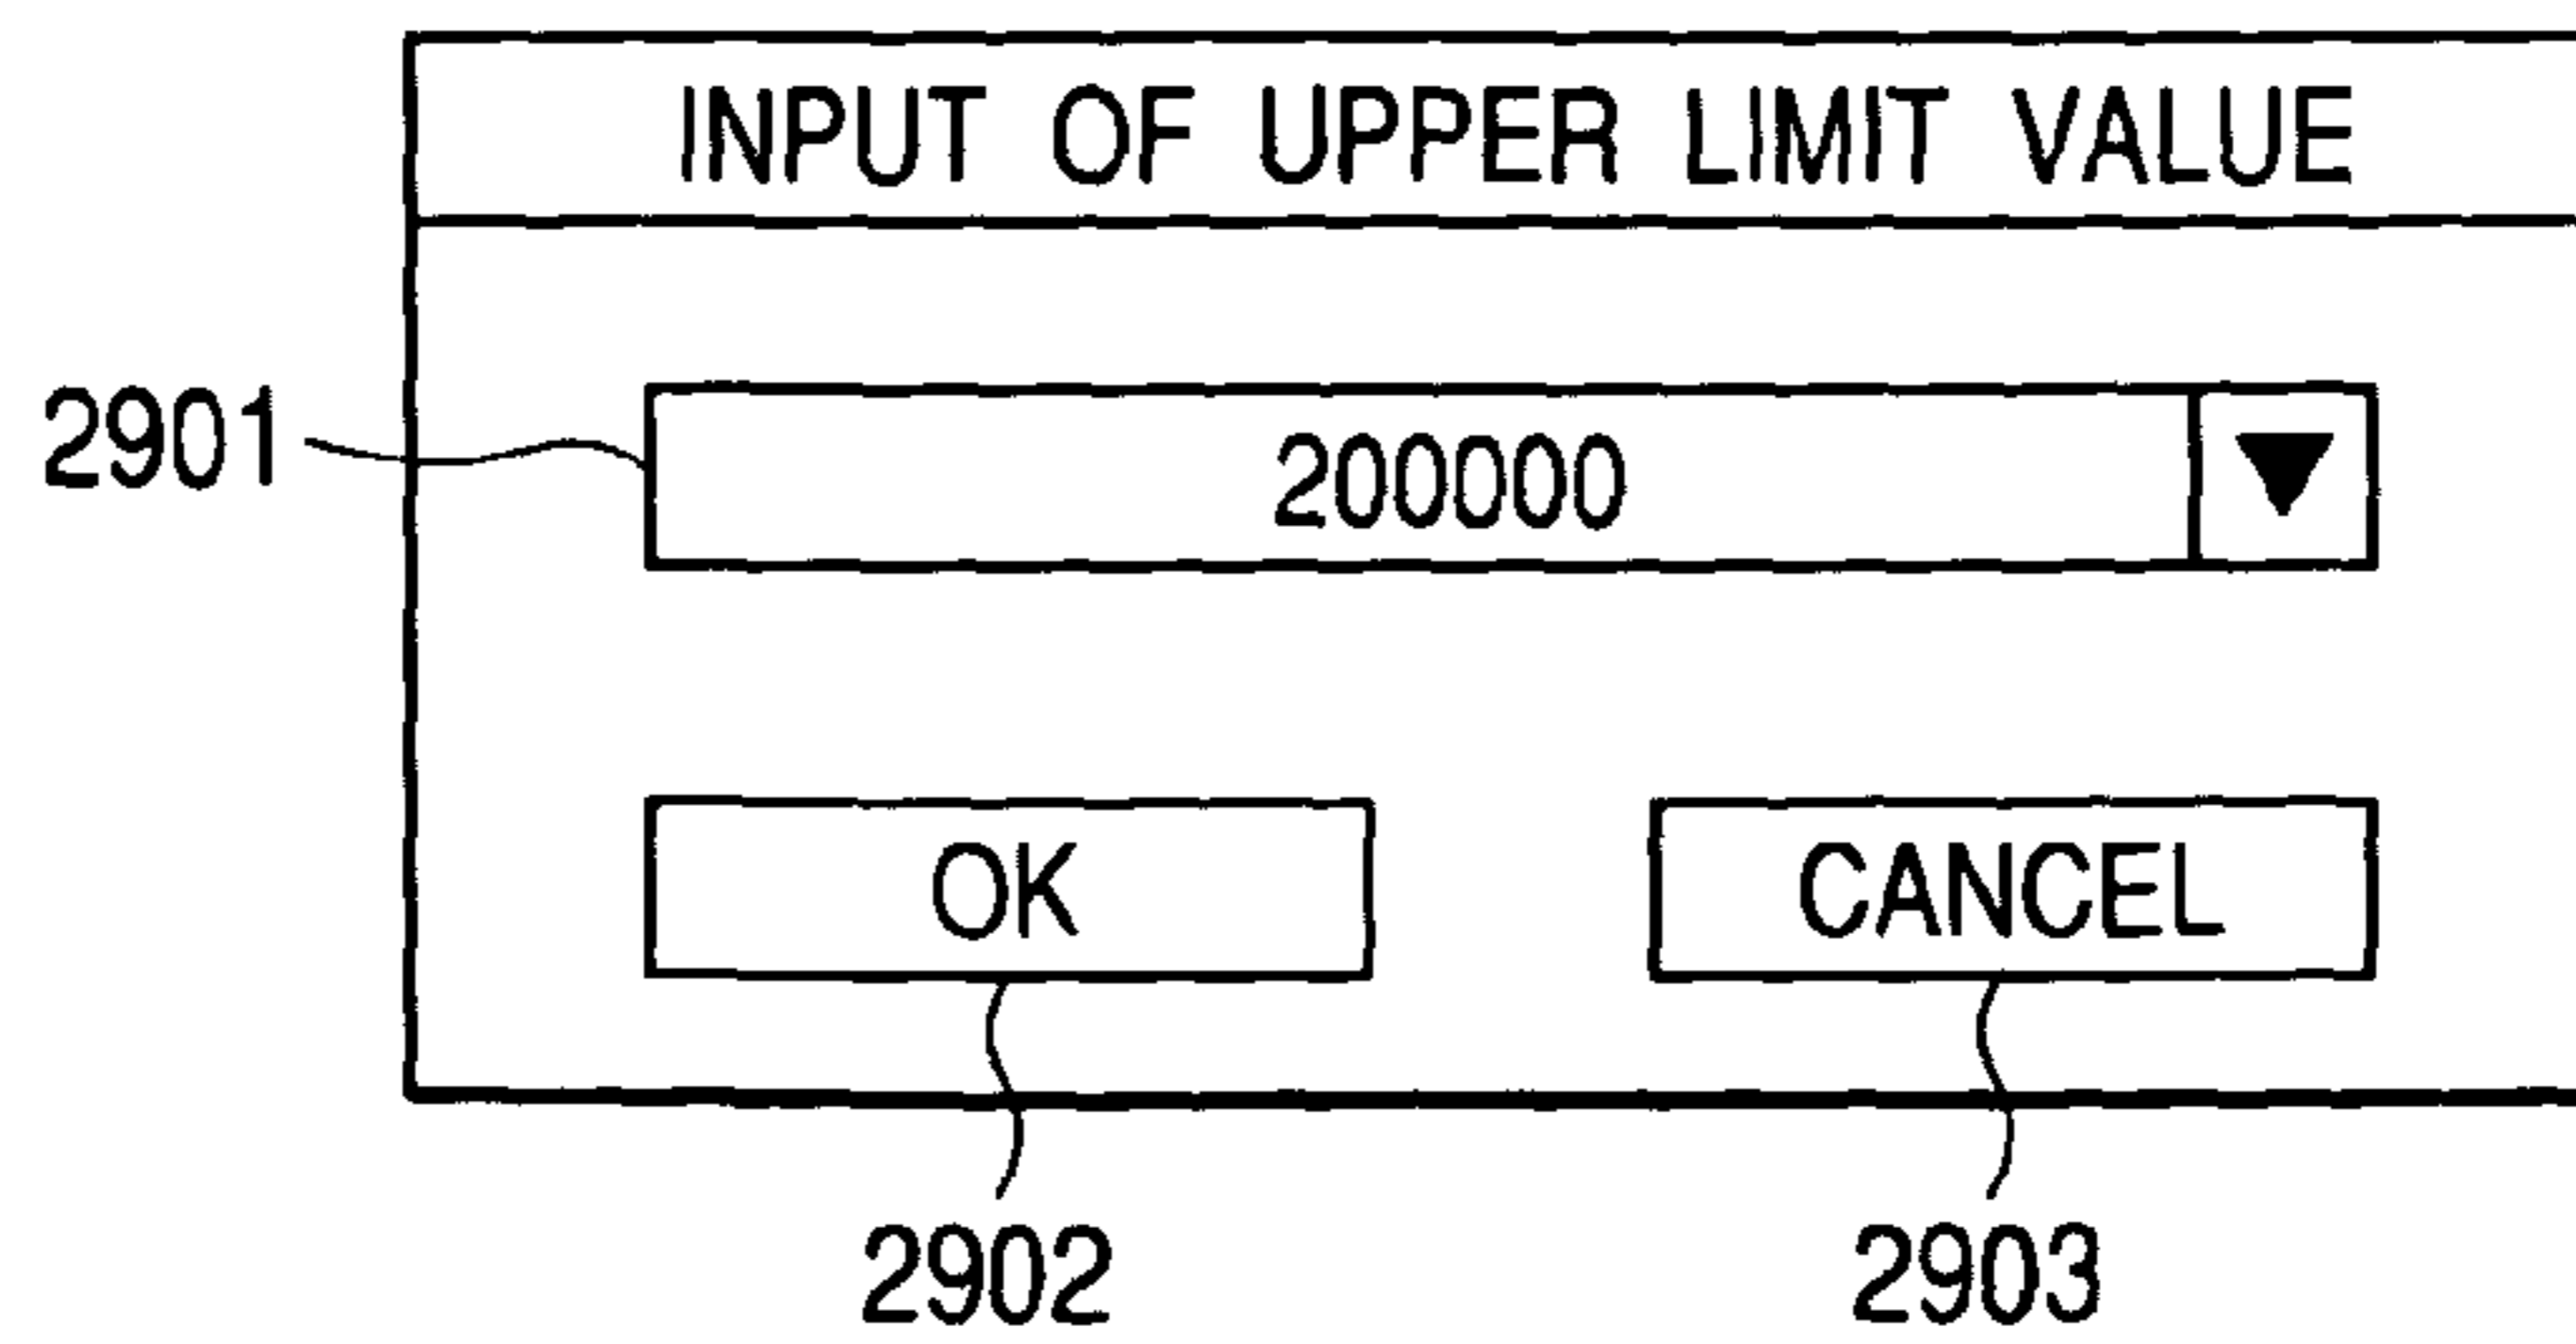 INPUT OF UPPER LIMIT VALUE
2901
200000
OK
CANCEL
2902
2903